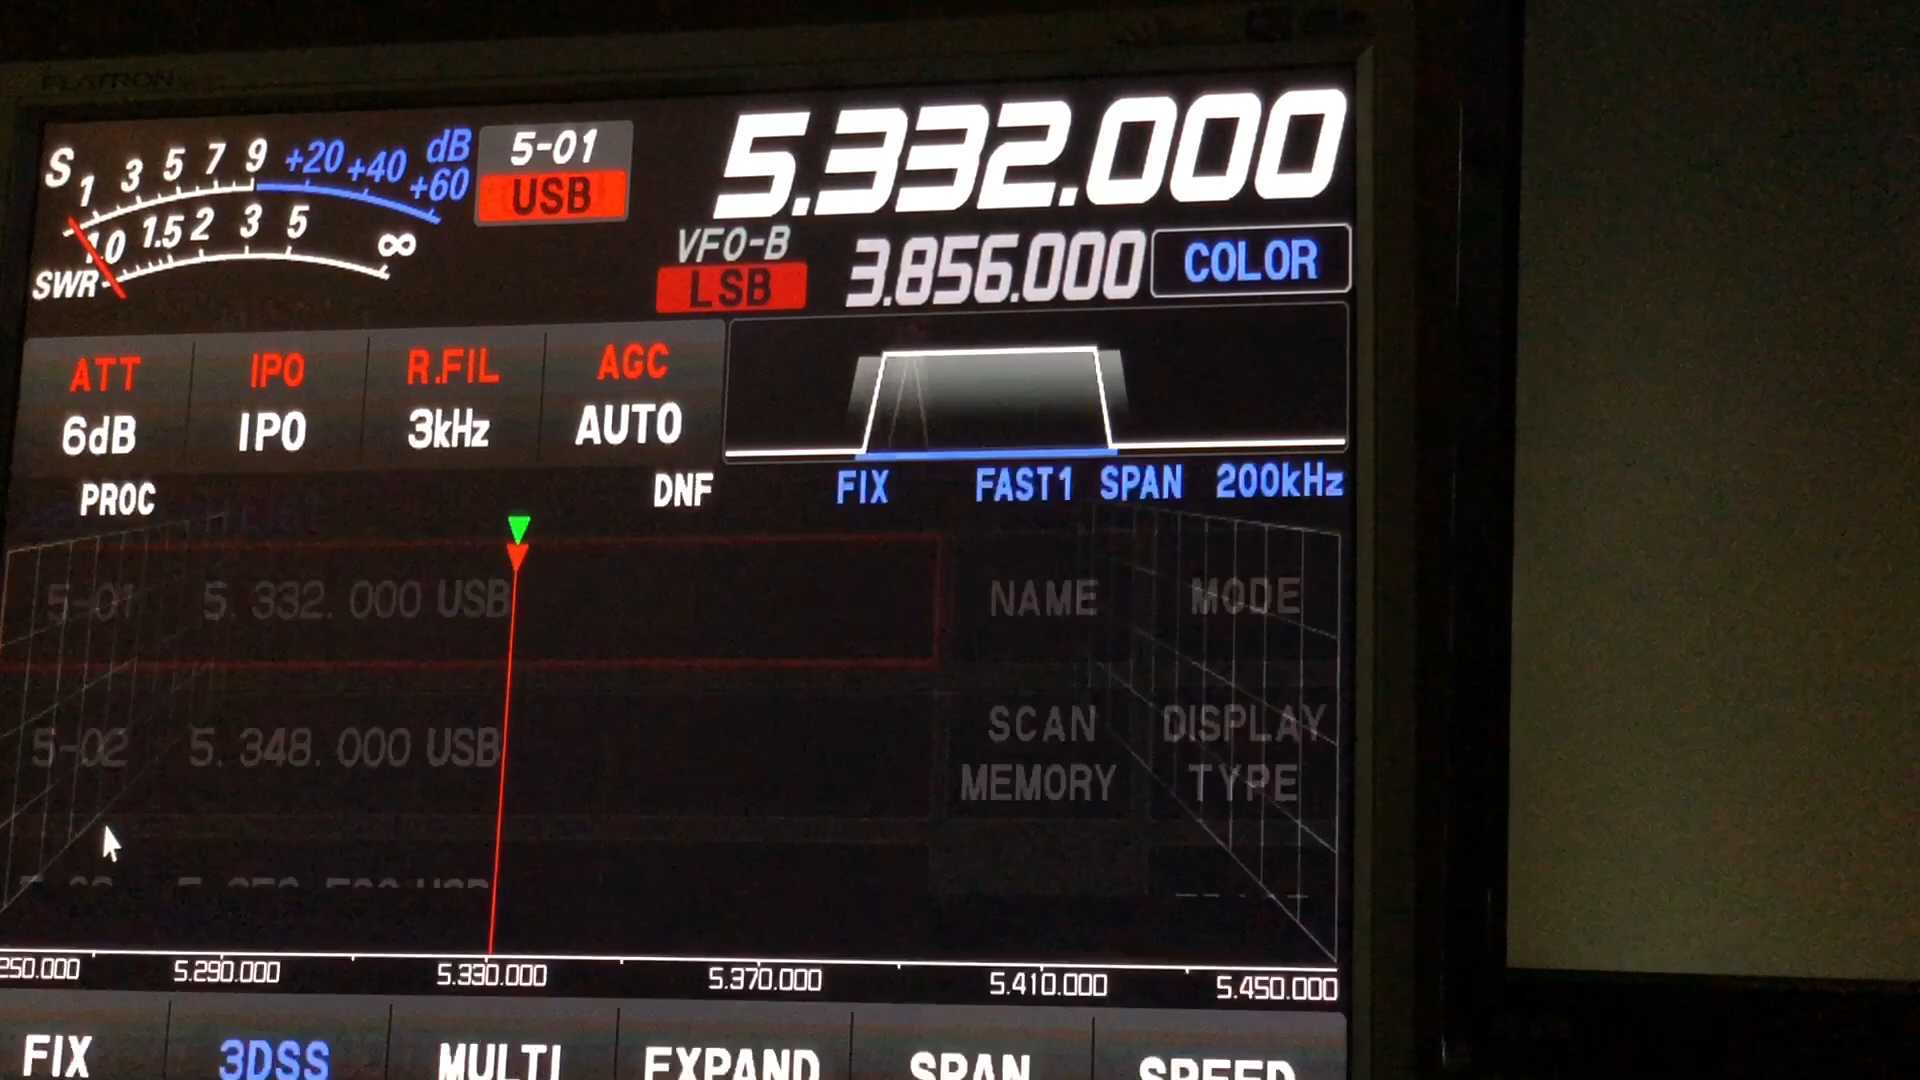 FLATRON
S 1 3 5 7 9 +20 +40 +60 dB
1.0 1.5 2 3 5 ∞
SWR
5-01
USB
5.332.000
VFO-B
LSB
3.856.000
COLOR
ATT IPO R.FIL AGC
6dB IPO 3kHz AUTO
PROC DNF
FIX FAST1 SPAN 200kHz
5-01 5. 332. 000 USB NAME MODE
5-02 5. 348. 000 USB SCAN MEMORY DISPLAY TYPE
250.000 5.290.000 5.330.000 5.370.000 5.410.000 5.450.000
FIX 3DSS MULTI EXPAND SPAN SPEED